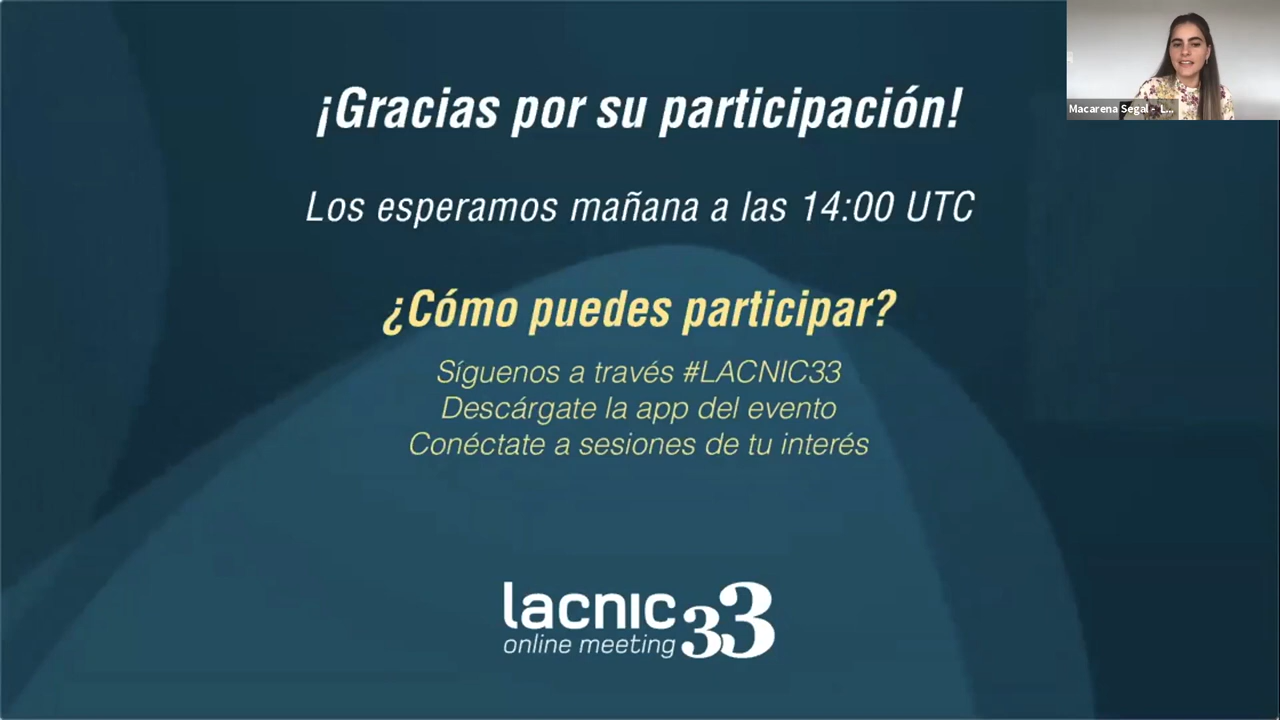 ¡Gracias por su participación!
Los esperamos mañana a las 14:00 UTC
¿Cómo puedes participar?
Síguenos a través #LACNIC33
Descárgate la app del evento
Conéctate a sesiones de tu interés
lacnic 33
online meeting
Macarena Segal - L...